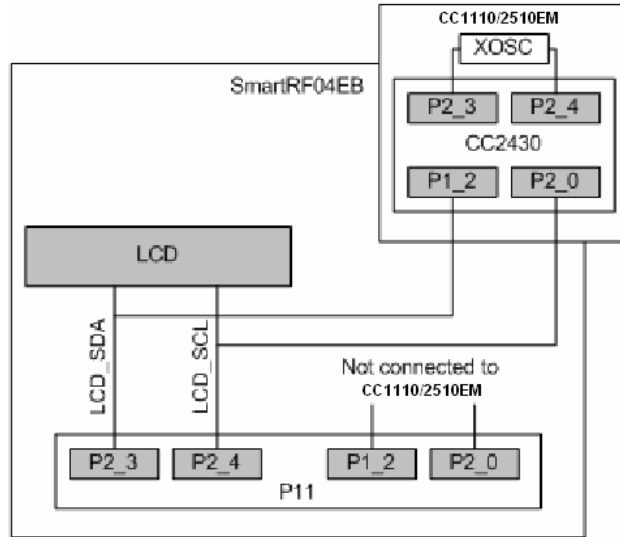 CC1110/2510EM
XOSC
SmartRF04EB
P2_3 P2_4
CC2430
P1_2 P2_0
LCD
LCD_SDA
LCD_SCL
Not connected to
CC1110/2510EM
P2_3 P2_4 P1_2 P2_0
P11